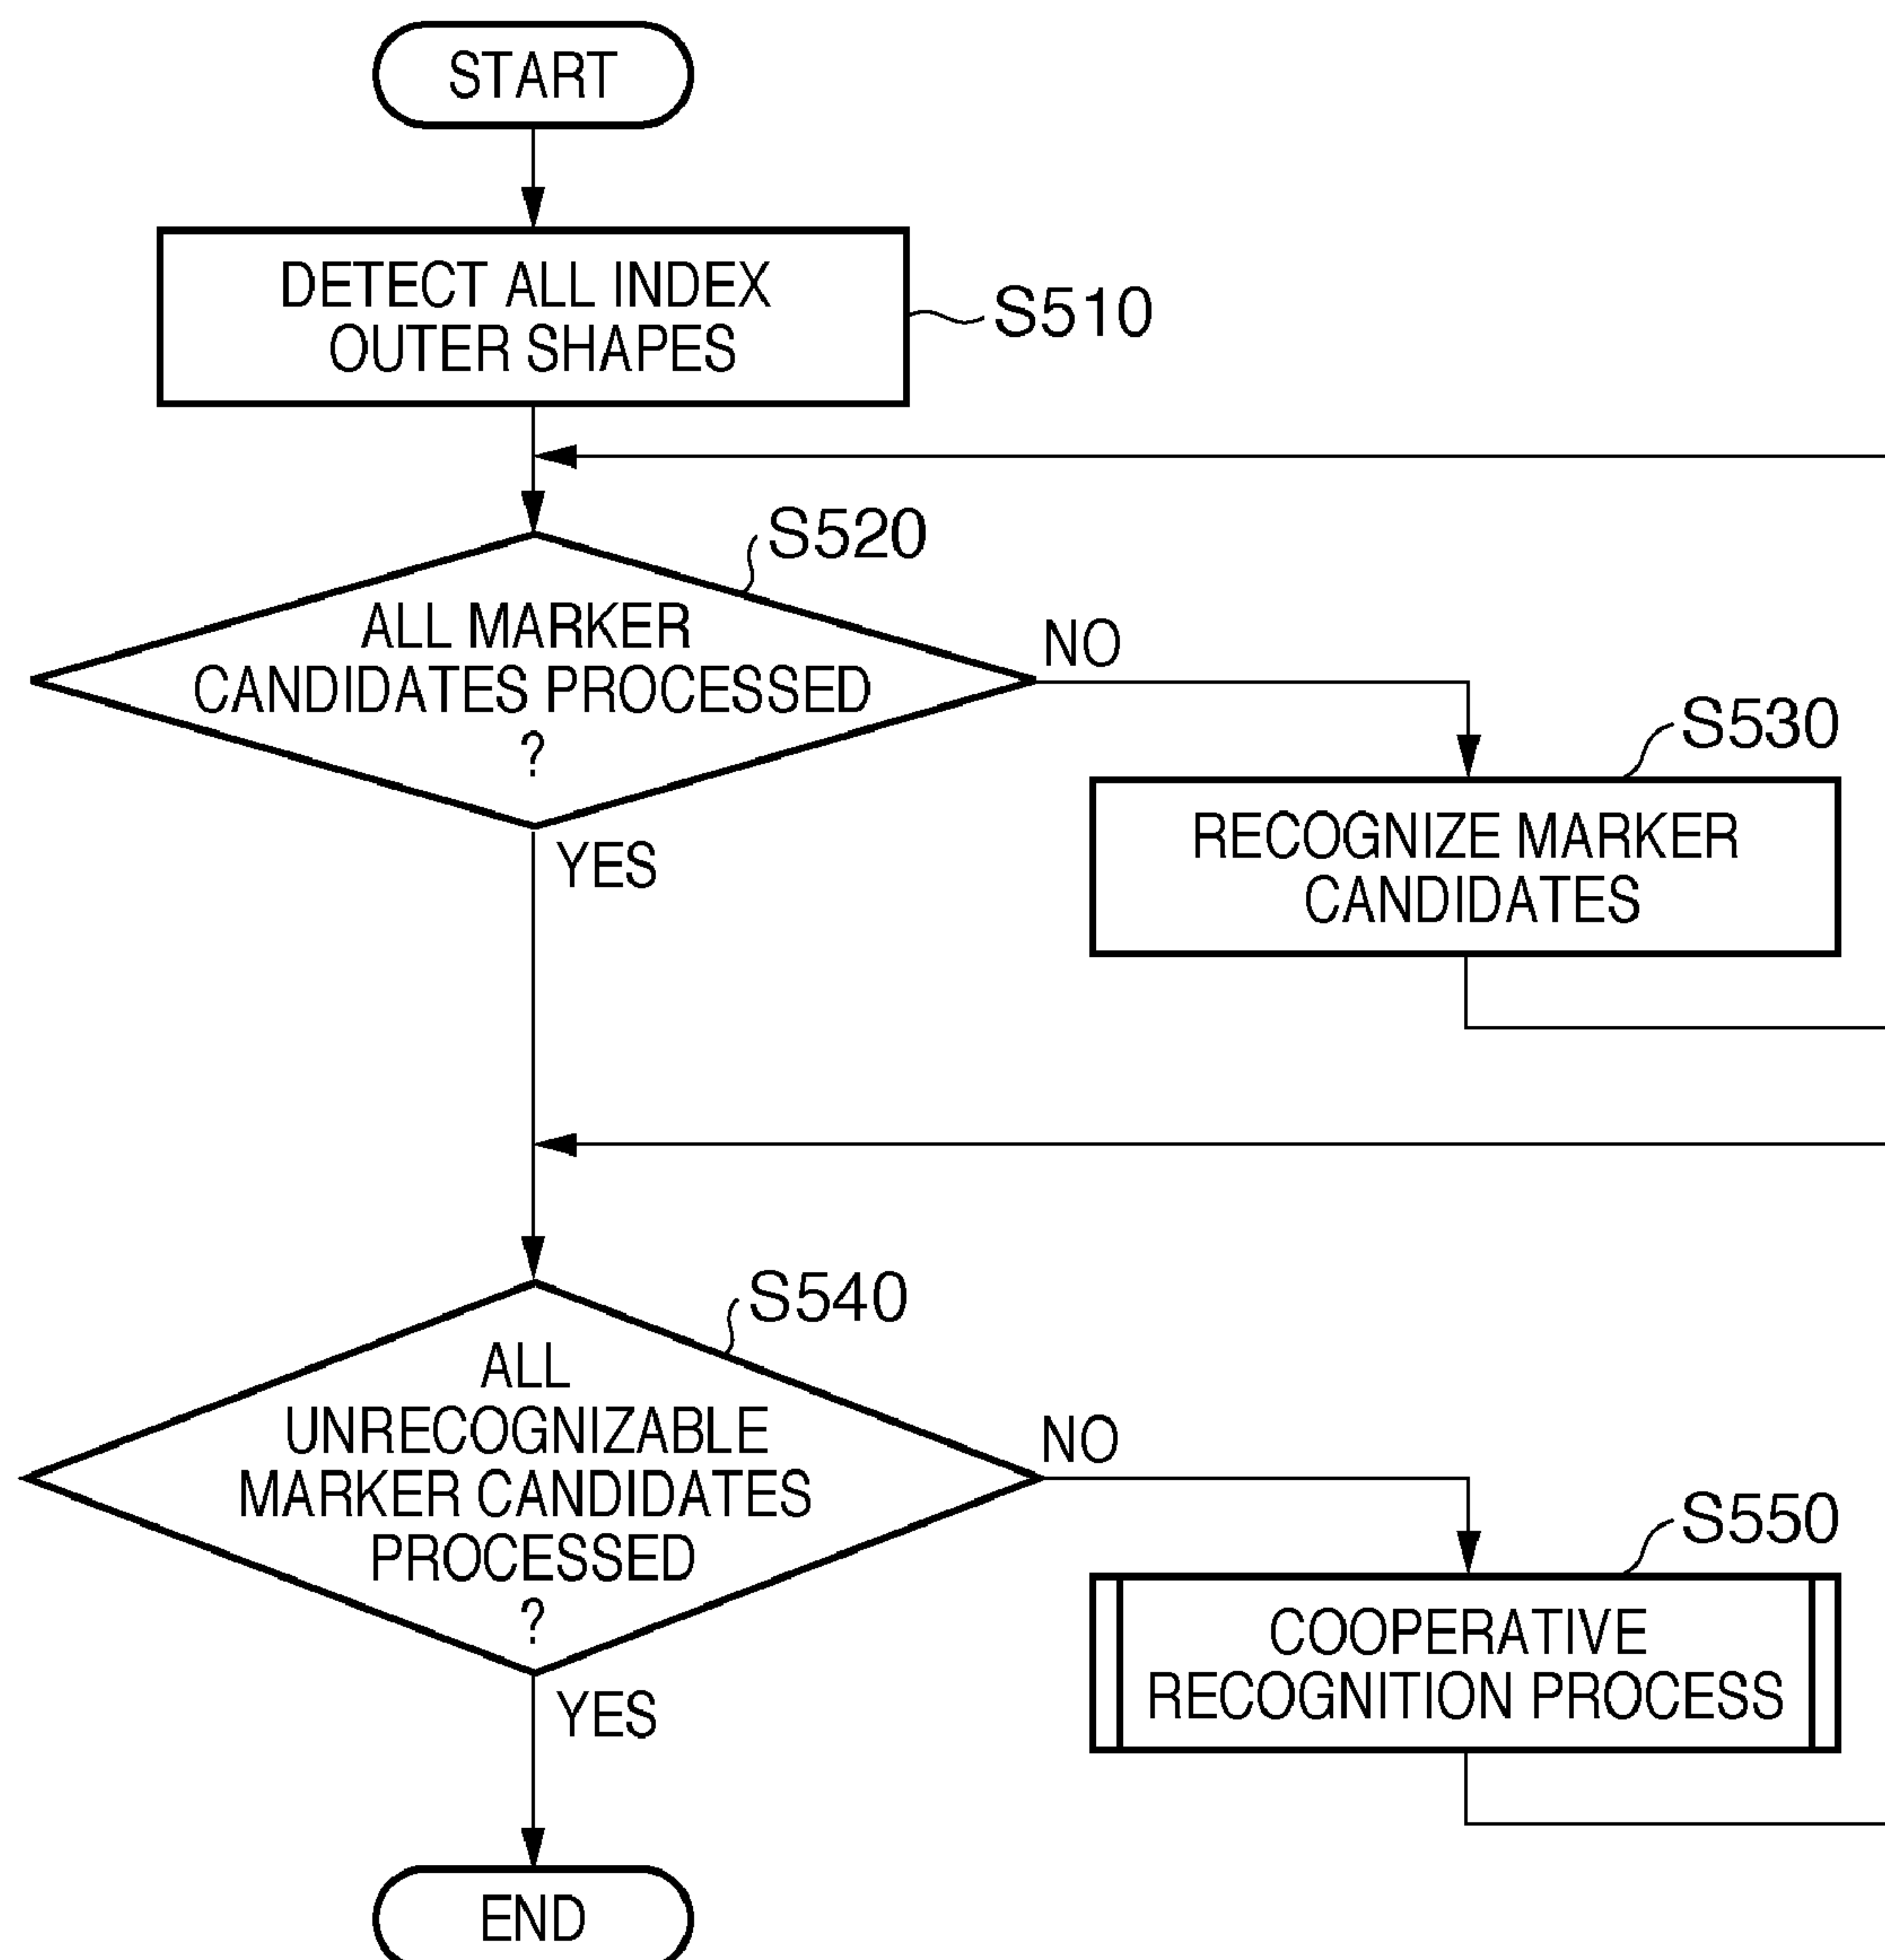 START
DETECT ALL INDEX
OUTER SHAPES
S510
S520
ALL MARKER
CANDIDATES PROCESSED
?
NO
YES
S530
RECOGNIZE MARKER
CANDIDATES
S540
ALL
UNRECOGNIZABLE
MARKER CANDIDATES
PROCESSED
?
NO
YES
S550
COOPERATIVE
RECOGNITION PROCESS
END